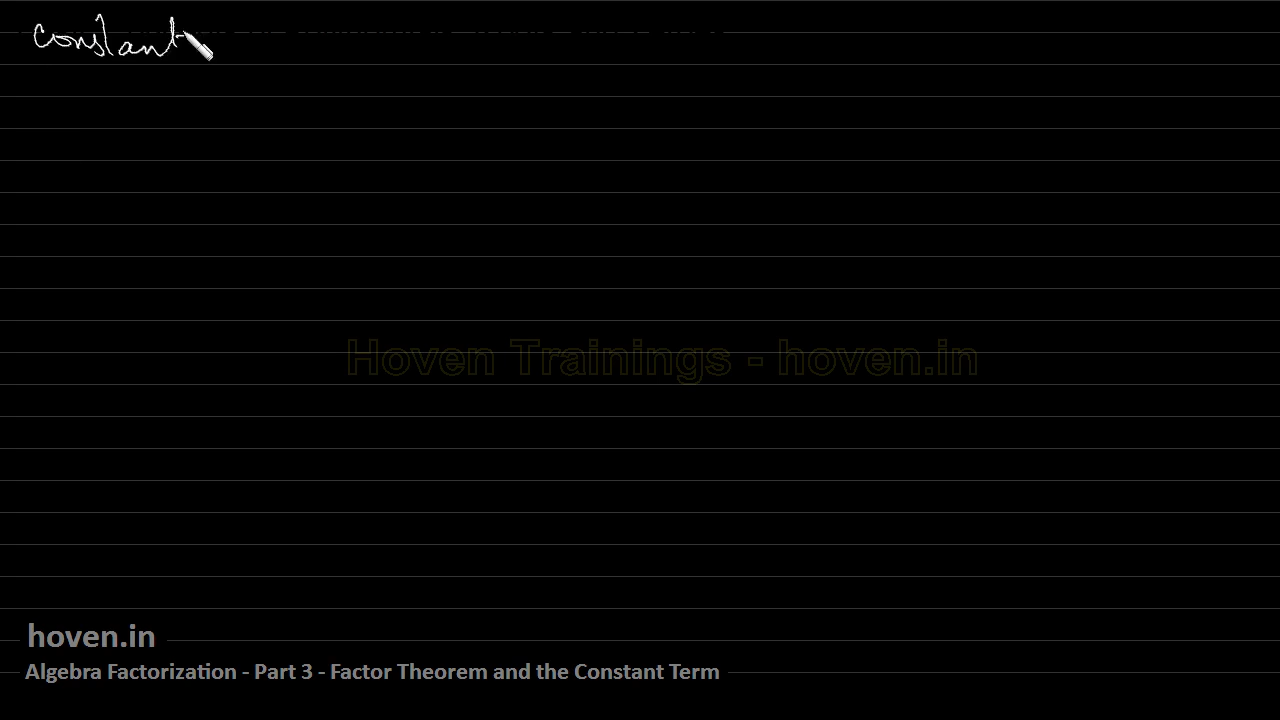 constant
Hoven Trainings - hoven.in
hoven.in
Algebra Factorization - Part 3 - Factor Theorem and the Constant Term